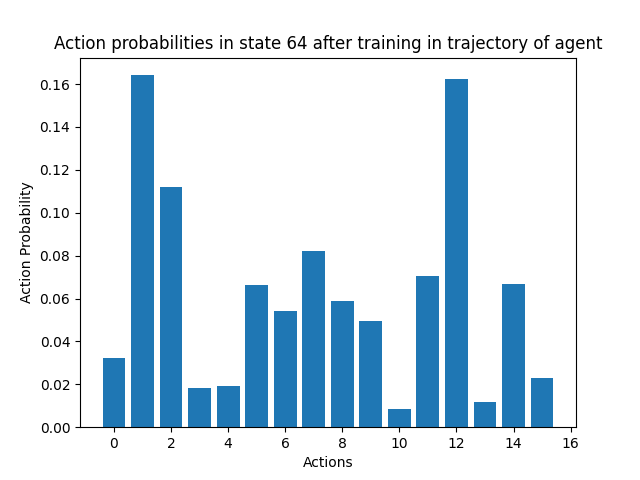 Action probabilities in state 64 after training in trajectory of agent
0.16
0.14
0.12
0.10
0.08
0.06
0.04
0.02
0.00
Action Probability
0 2 4 6 8 10 12 14 16
Actions